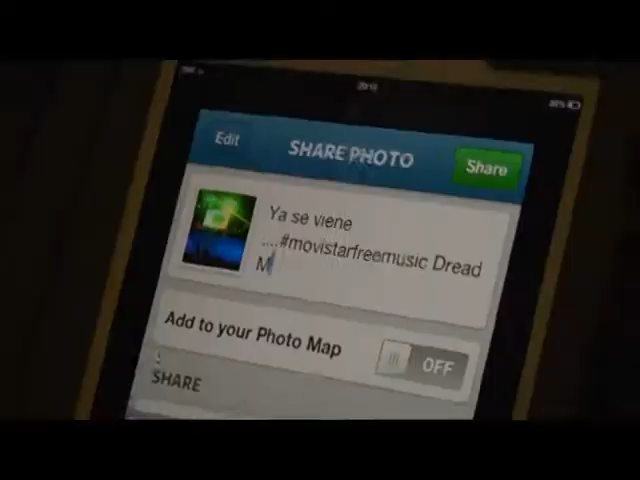 Edit SHARE PHOTO Share
Ya se viene
....#movistarfreemusic Dread
M
Add to your Photo Map OFF
SHARE